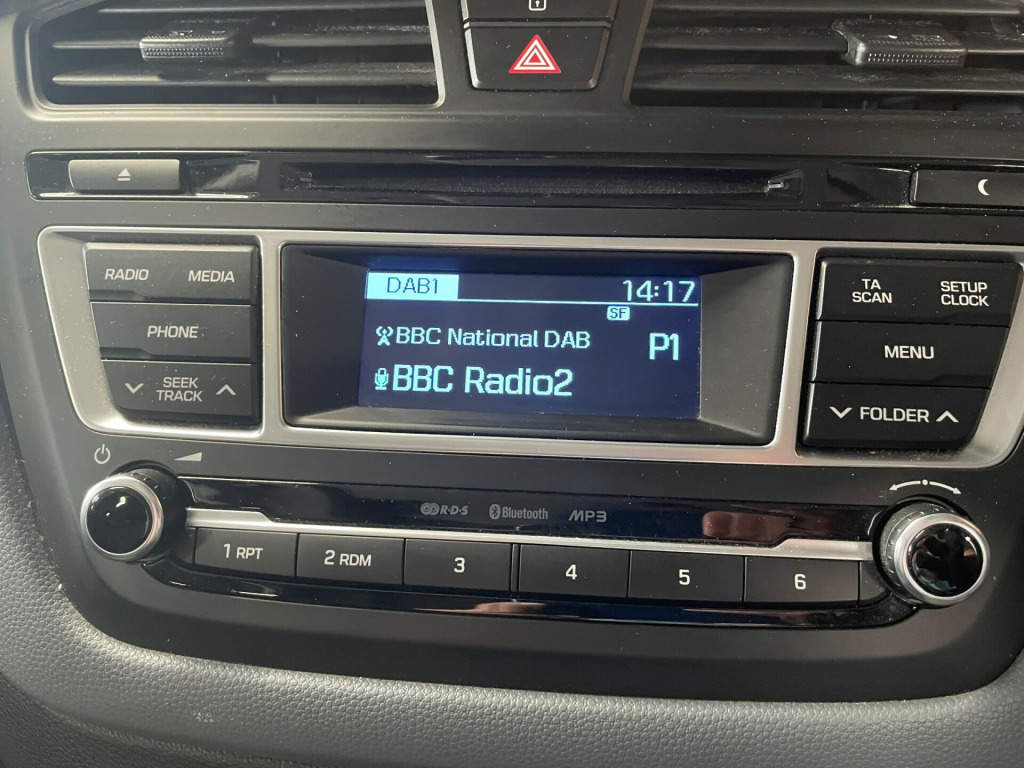 RADIO MEDIA
PHONE
SEEK
TRACK
DAB1 14:17
SF
BBC National DAB P1
BBC Radio2
TA
SCAN
SETUP
CLOCK
MENU
FOLDER
R·D·S Bluetooth MP3
1 RPT 2 RDM 3 4 5 6